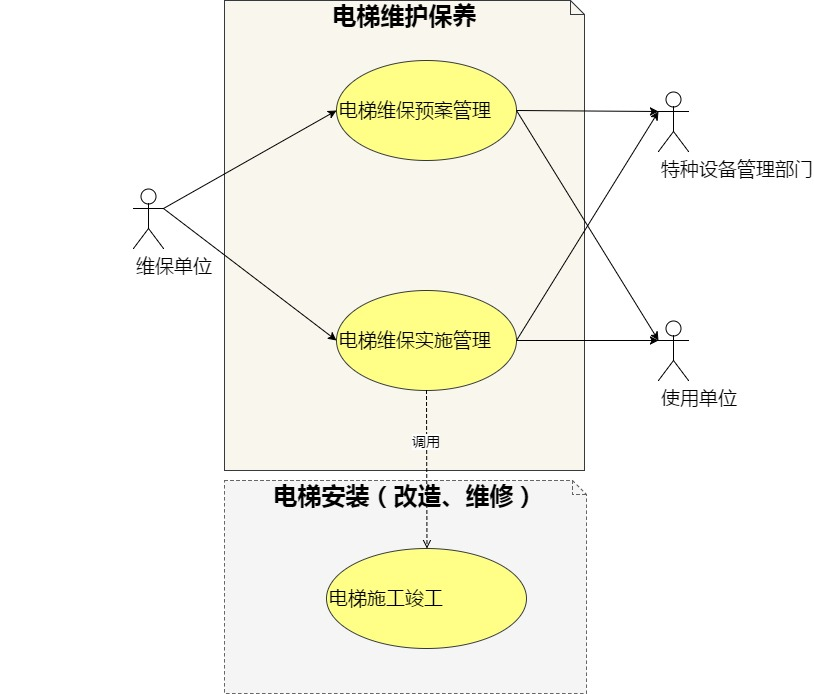 电梯维护保养
电梯维保预案管理
特种设备管理部门
维保单位
电梯维保实施管理
使用单位
调用
电梯安装（改造、维修）
电梯施工竣工